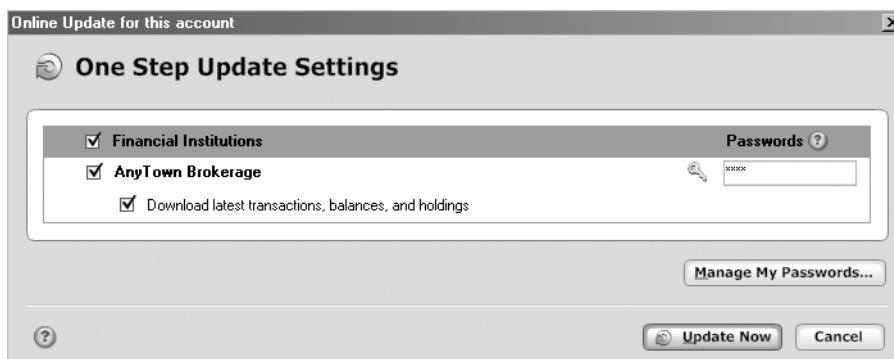 Online Update for this account
One Step Update Settings
Financial Institutions Passwords ?
AnyTown Brokerage ****
Download latest transactions, balances, and holdings
Manage My Passwords...
? Update Now Cancel